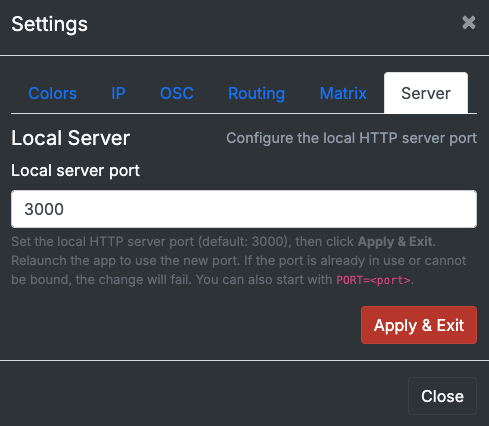 Settings ×
Colors IP OSC Routing Matrix Server
Local Server Configure the local HTTP server port
Local server port
3000
Set the local HTTP server port (default: 3000), then click Apply & Exit.
Relaunch the app to use the new port. If the port is already in use or cannot
be bound, the change will fail. You can also start with PORT=<port>.
Apply & Exit
Close